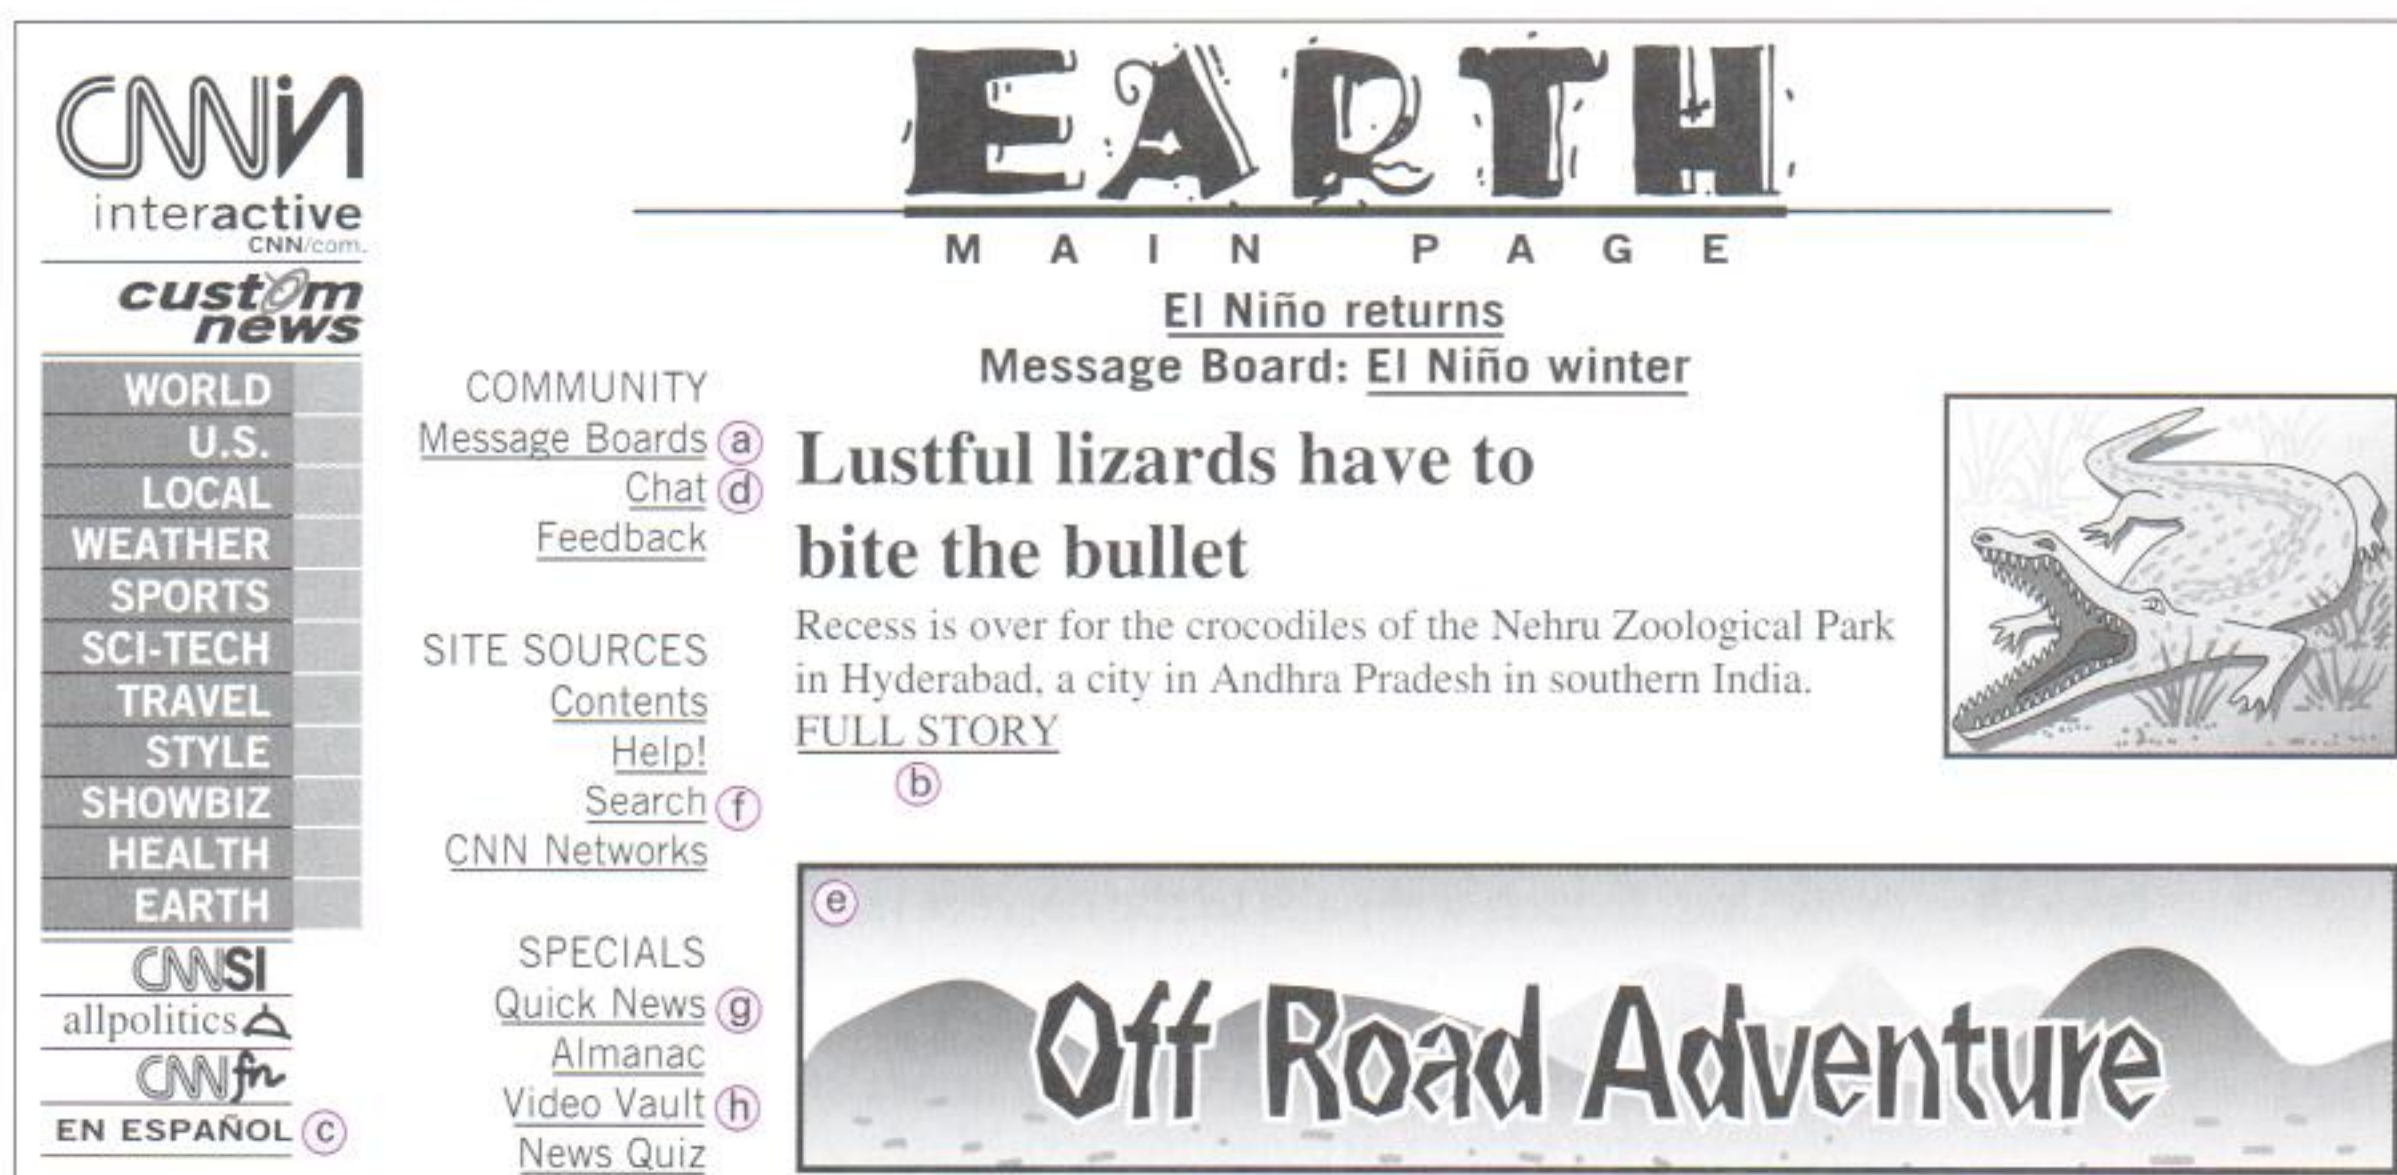 CNNin
interactive
CNN/com.
custom
news
WORLD
U.S.
LOCAL
WEATHER
SPORTS
SCI-TECH
TRAVEL
STYLE
SHOWBIZ
HEALTH
EARTH
CNNSI
allpolitics
CNNfn
EN ESPAÑOL c
COMMUNITY
Message Boards a
Chat d
Feedback
SITE SOURCES
Contents
Help!
Search f
CNN Networks
SPECIALS
Quick News g
Almanac
Video Vault h
News Quiz
EARTH
MAIN PAGE
El Niño returns
Message Board: El Niño winter
Lustful lizards have to
bite the bullet
Recess is over for the crocodiles of the Nehru Zoological Park
in Hyderabad, a city in Andhra Pradesh in southern India.
FULL STORY
b
e
Off Road Adventure